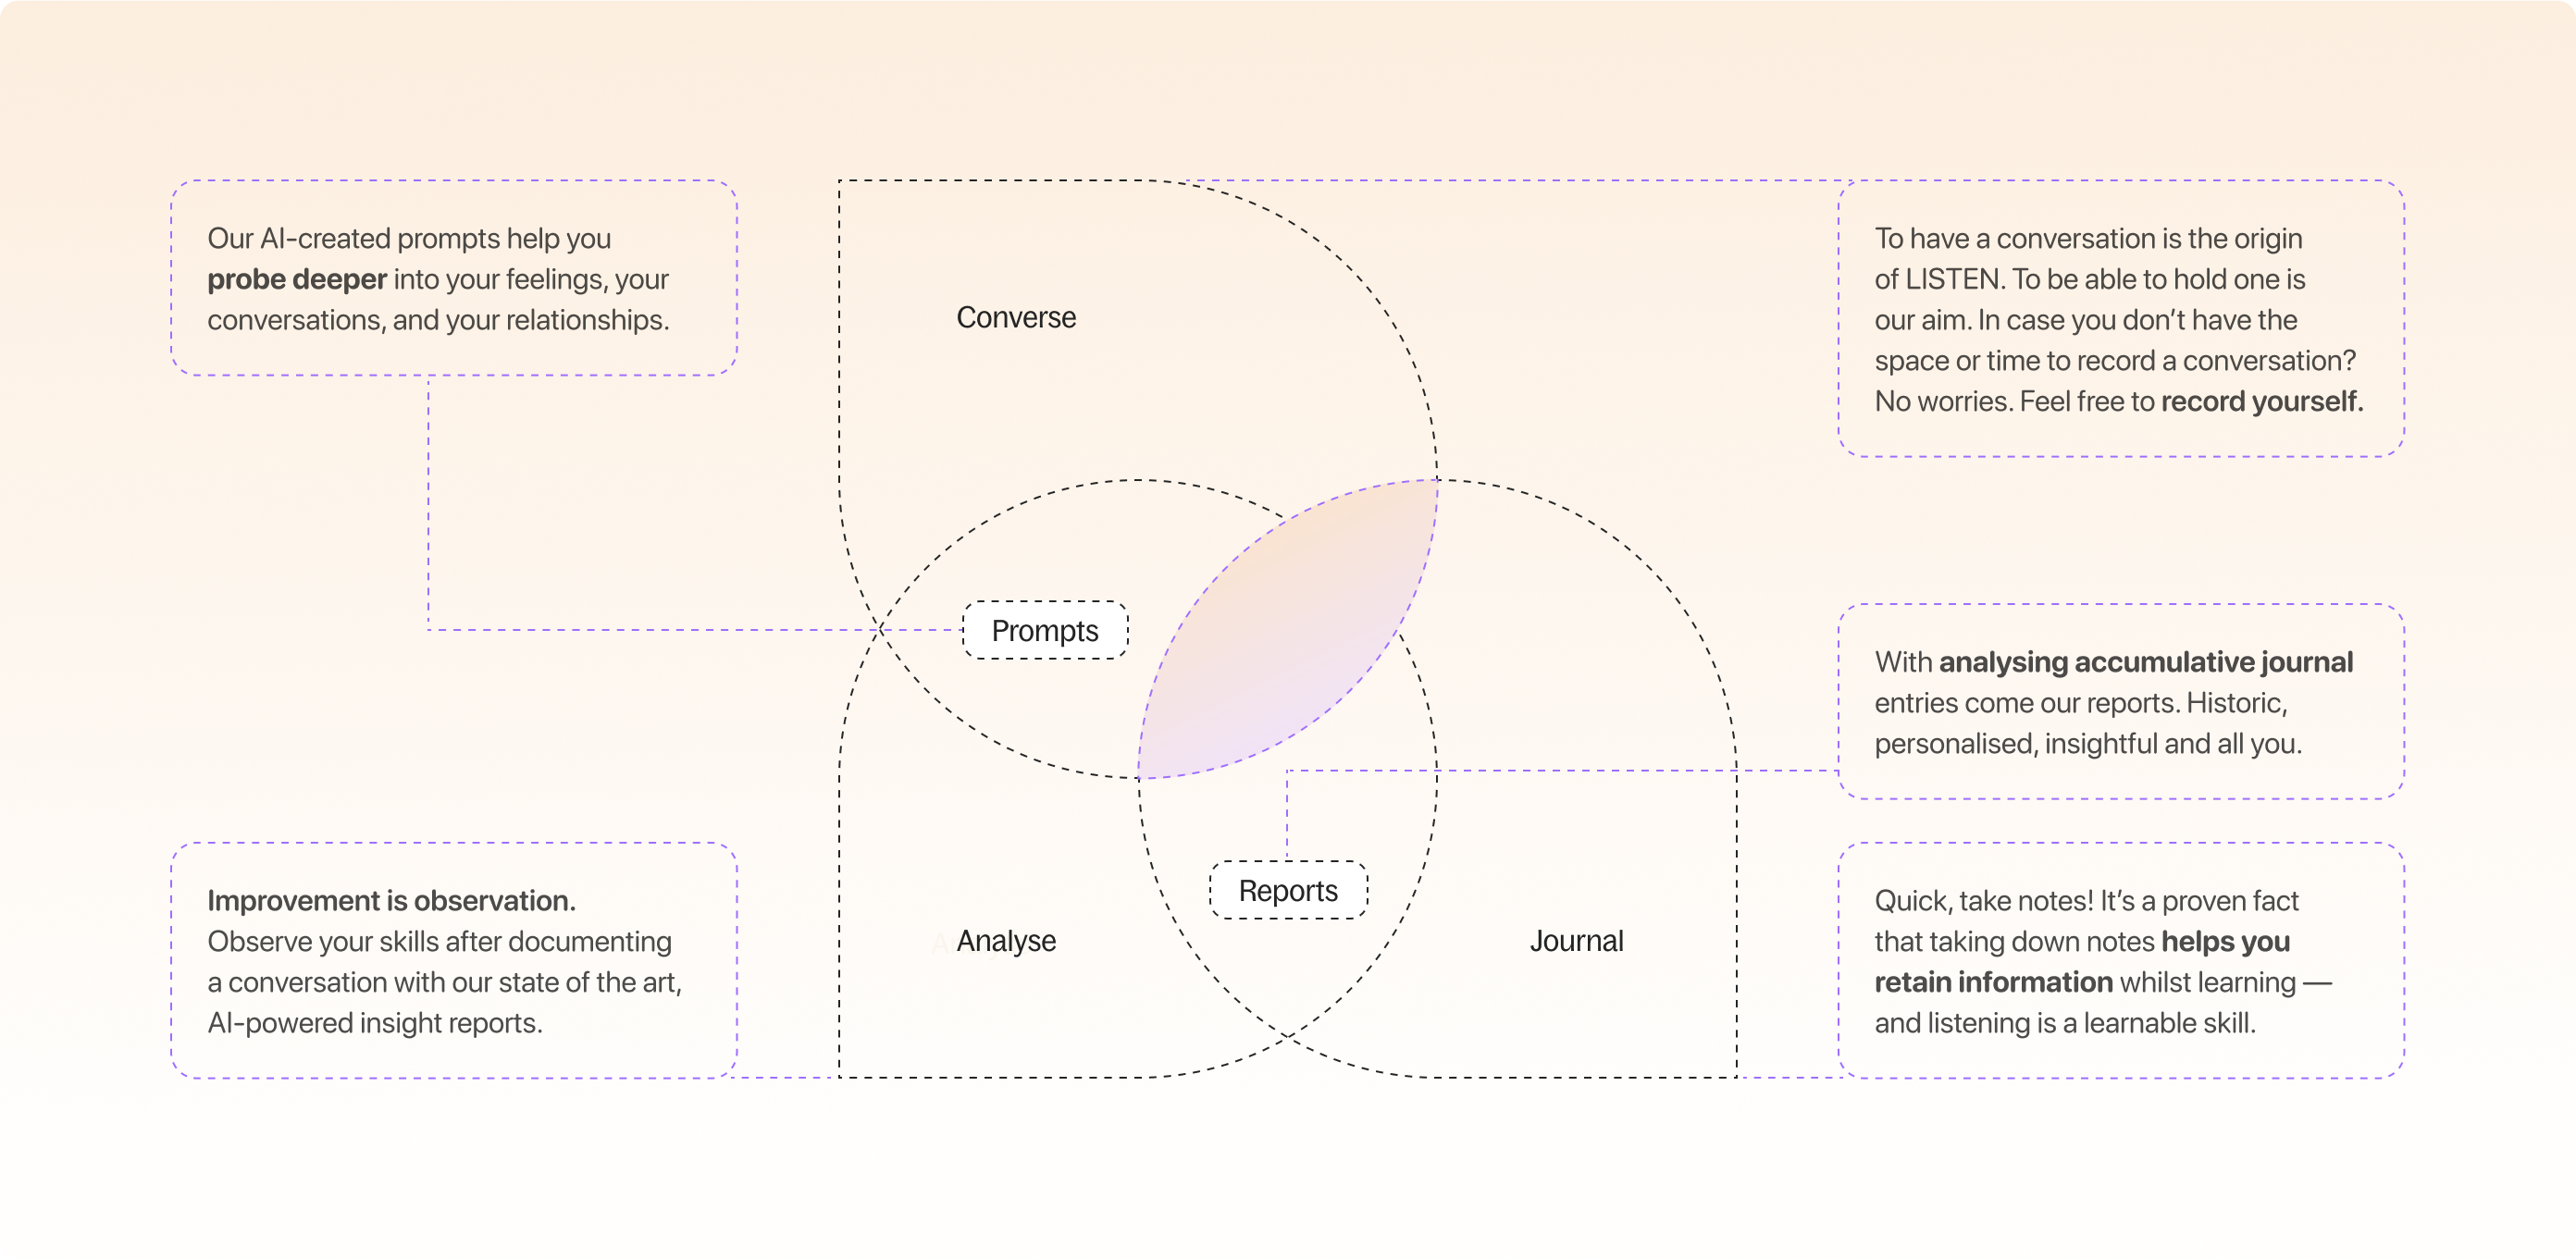 Our AI-created prompts help you
probe deeper into your feelings, your
conversations, and your relationships.
Converse
To have a conversation is the origin
of LISTEN. To be able to hold one is
our aim. In case you don’t have the
space or time to record a conversation?
No worries. Feel free to record yourself.
Prompts
With analysing accumulative journal
entries come our reports. Historic,
personalised, insightful and all you.
Reports
Improvement is observation.
Observe your skills after documenting
a conversation with our state of the art,
AI-powered insight reports.
Analyse
Journal
Quick, take notes! It’s a proven fact
that taking down notes helps you
retain information whilst learning —
and listening is a learnable skill.